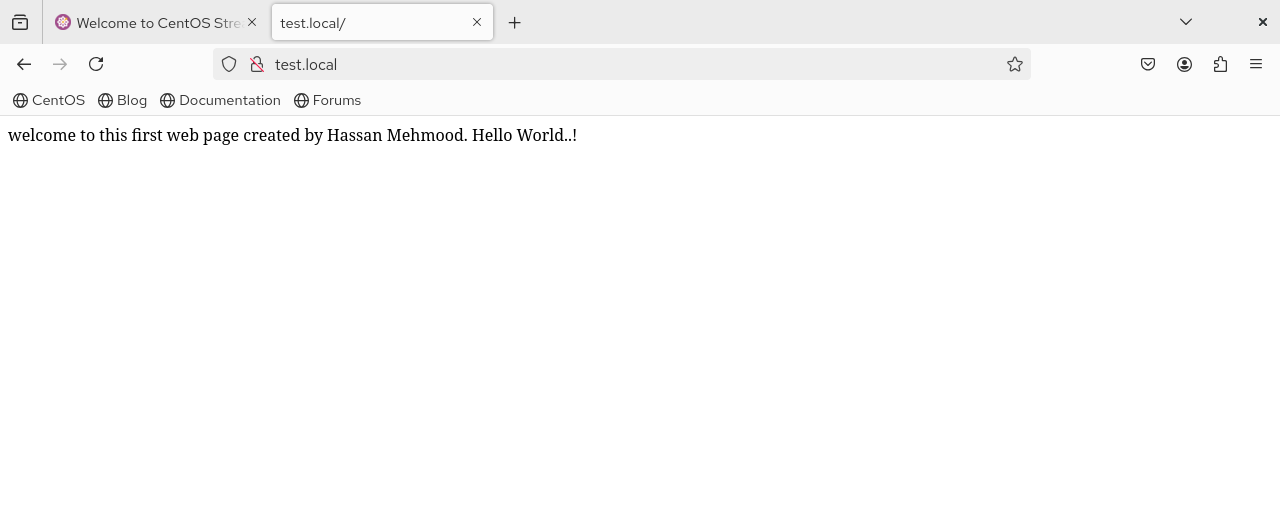 Welcome to CentOS Stre
test.local/
test.local
CentOS Blog Documentation Forums
welcome to this first web page created by Hassan Mehmood. Hello World..!